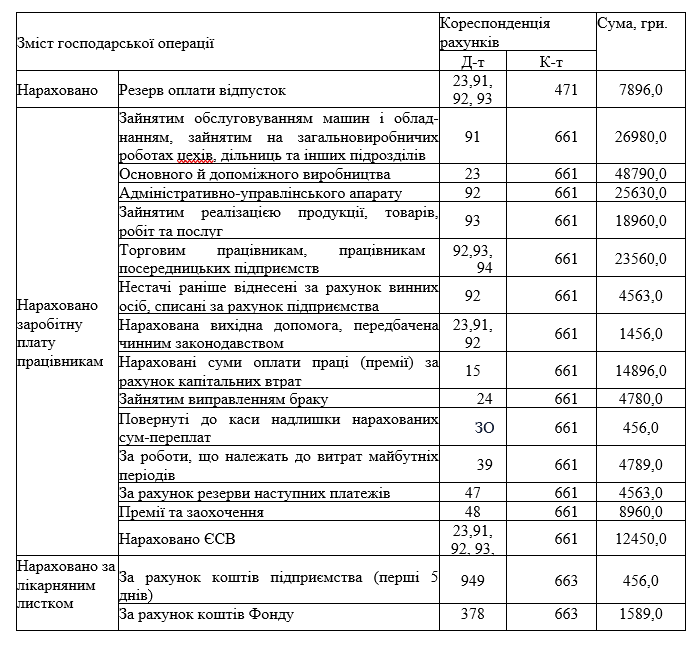 Зміст господарської операції
Кореспонденція
рахунків
Сума, гри.
Д-т
К-т
Нараховано
Резерв оплати відпусток
23,91,
92, 93
471
7896,0
Нараховано
заробітну
плату
працівникам
Зайнятим обслуговуванням машин і облад-
нанням, зайнятим на загальновиробничих
роботах цехів, дільниць та інших підрозділів
91
661
26980,0
Основного й допоміжного виробництва
23
661
48790,0
Адміністративно-управлінського апарату
92
661
25630,0
Зайнятим реалізацією продукції, товарів,
робіт та послуг
93
661
18960,0
Торговим працівникам, працівникам
посередницьких підприємств
92,93,
94
661
23560,0
Нестачі раніше віднесені за рахунок винних
осіб, списані за рахунок підприємства
92
661
4563,0
Нарахована вихідна допомога, передбачена
чинним законодавством
23,91,
92
661
1456,0
Нараховані суми оплати праці (премії) за
рахунок капітальних втрат
15
661
14896,0
Зайнятим виправленням браку
24
661
4780,0
Повернуті до каси надлишки нарахованих
сум-переплат
ЗО
661
456,0
За роботи, що належать до витрат майбутніх
періодів
39
661
4789,0
За рахунок резерви наступних платежів
47
661
4563,0
Премії та заохочення
48
661
8960,0
Нараховано ЄСВ
23,91,
92, 93,
661
12450,0
Нараховано за
лікарняним
листком
За рахунок коштів підприємства (перші 5
днів)
949
663
456,0
За рахунок коштів Фонду
378
663
1589,0